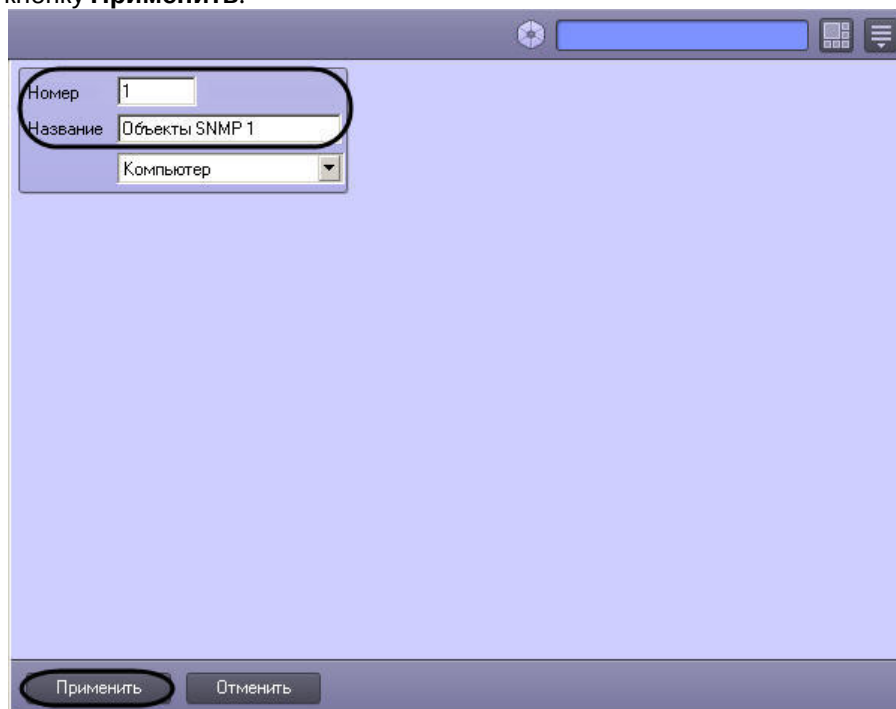 кнопку Применить.
Номер 1
Название Объекты SNMP 1
Компьютер
Применить Отменить